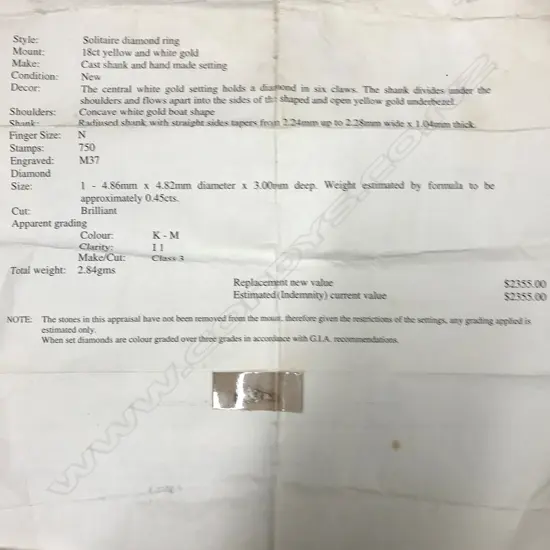 Style: Solitaire diamond ring
Mount: 18ct yellow and white gold
Make: Cast shank and hand made setting
Condition: New
Decor: The central white gold setting holds a diamond in six claws. The shank divides under the
shoulders and flows apart into the sides of the shaped and open yellow gold underbezel.
Shoulders: Concave white gold boat shape
Shank: Radiused shank with straight sides tapers from 2.24mm up to 2.28mm wide x 1.04mm thick.
Finger Size: N
Stamps: 750
Engraved: M37
Diamond
Size: 1 - 4.86mm x 4.82mm diameter x 3.00mm deep. Weight estimated by formula to be
approximately 0.45cts.
Cut: Brilliant
Apparent grading
Colour: K - M
Clarity: I 1
Make/Cut: Class 3
Total weight: 2.84gms
Replacement new value $2355.00
Estimated (Indemnity) current value $2355.00
NOTE: The stones in this appraisal have not been removed from the mount, therefore given the restrictions of the settings, any grading applied is
estimated only.
When set diamonds are colour graded over three grades in accordance with G.I.A. recommendations.